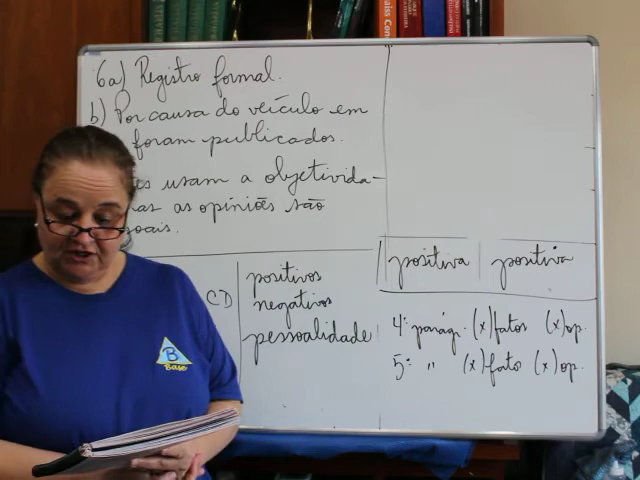 6a) Registro formal.
b) Por causa do veículo em
foram publicados.
usam a objetivida-
as opiniões são
soais.
CD
positivos
negativos
pessoalidade
positiva
positiva
4º parág. (x) fatos (x) op.
5º " (x) fato (x) op.
B
Base